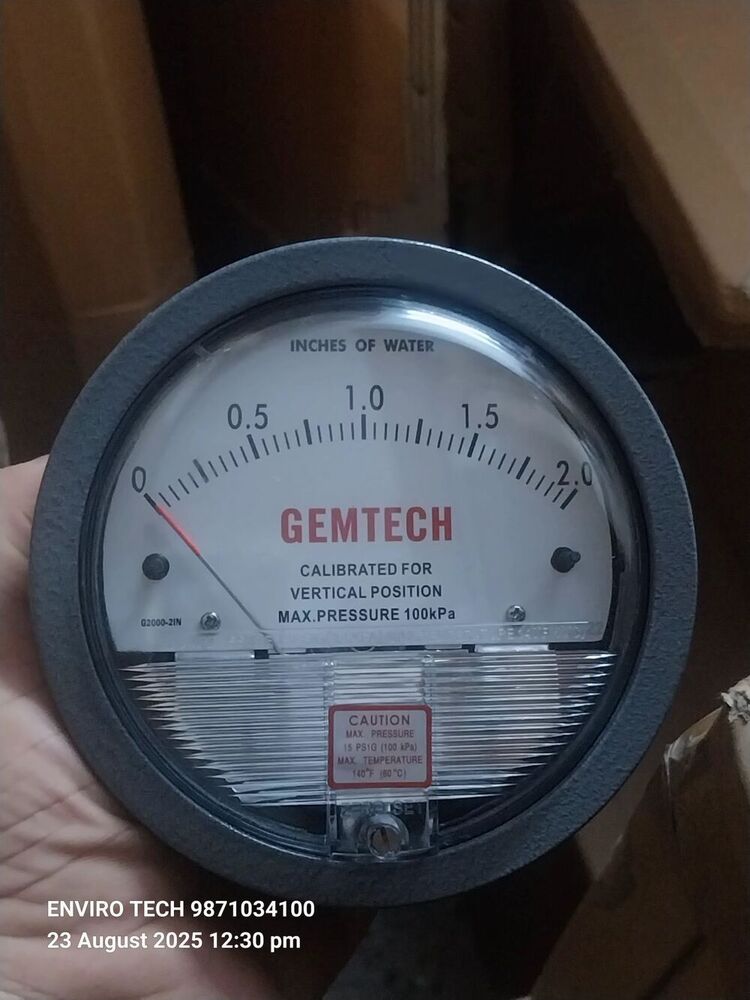 INCHES OF WATER
0 0.5 1.0 1.5 2.0
GEMTECH
CALIBRATED FOR
VERTICAL POSITION
MAX.PRESSURE 100kPa
G2000-2IN
CAUTION
MAX. PRESSURE
15 PSIG (100 kPa)
MAX. TEMPERATURE
140°F (60°C)
ENVIRO TECH 9871034100
23 August 2025 12:30 pm